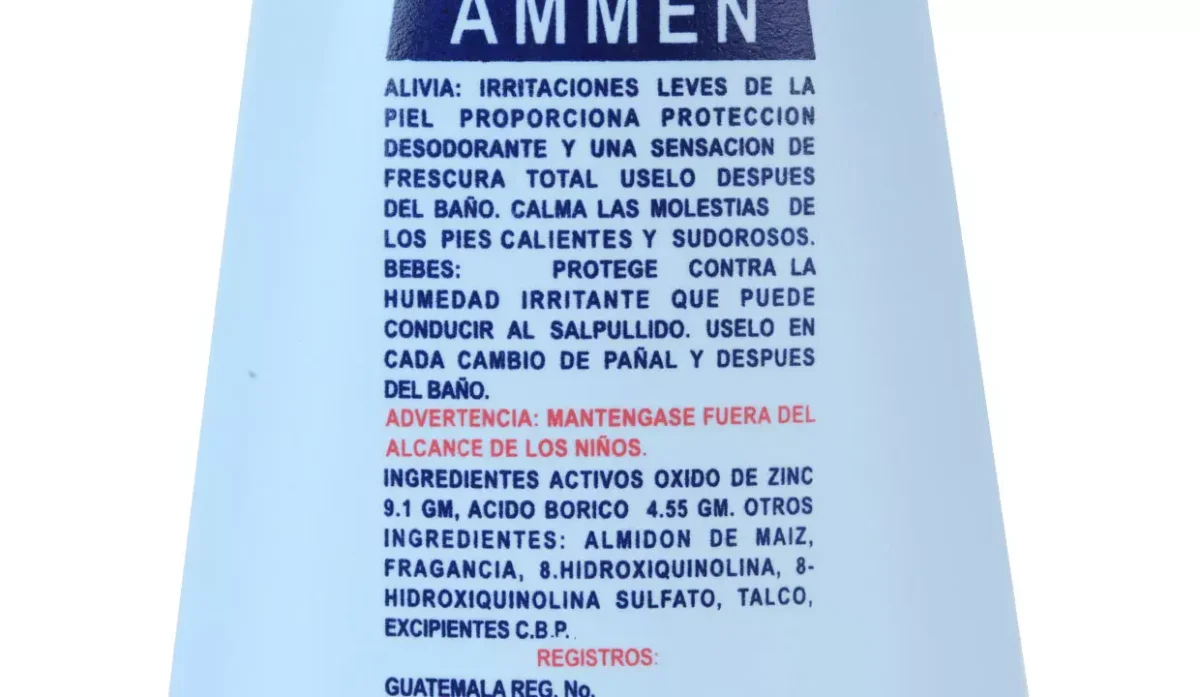 AMMEN
ALIVIA: IRRITACIONES LEVES DE LA
PIEL PROPORCIONA PROTECCION
DESODORANTE Y UNA SENSACION DE
FRESCURA TOTAL USELO DESPUES
DEL BAÑO. CALMA LAS MOLESTIAS DE
LOS PIES CALIENTES Y SUDOROSOS.
BEBES: PROTEGE CONTRA LA
HUMEDAD IRRITANTE QUE PUEDE
CONDUCIR AL SALPULLIDO. USELO EN
CADA CAMBIO DE PAÑAL Y DESPUES
DEL BAÑO.
ADVERTENCIA: MANTENGASE FUERA DEL
ALCANCE DE LOS NIÑOS.
INGREDIENTES ACTIVOS OXIDO DE ZINC
9.1 GM, ACIDO BORICO 4.55 GM. OTROS
INGREDIENTES: ALMIDON DE MAIZ,
FRAGANCIA, 8.HIDROXIQUINOLINA, 8-
HIDROXIQUINOLINA SULFATO, TALCO,
EXCIPIENTES C.B.P.
REGISTROS:
GUATEMALA REG. No.